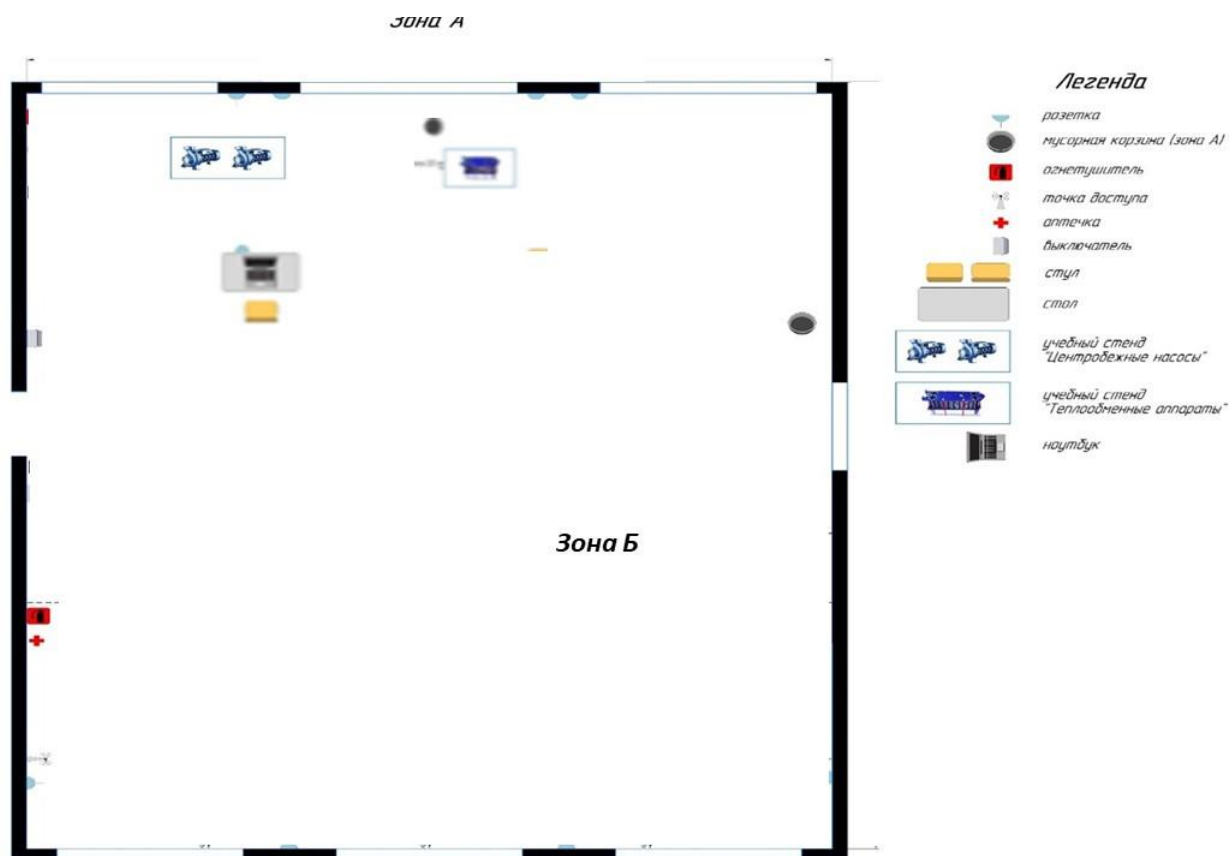 Зона А
Легенда
розетка
мусорная корзина (зона А)
огнетушитель
точка доступа
аптечка
выключатель
стул
стол
учебный стенд
"Центробежные насосы"
учебный стенд
"Теплообменные аппараты"
ноутбук
Зона Б